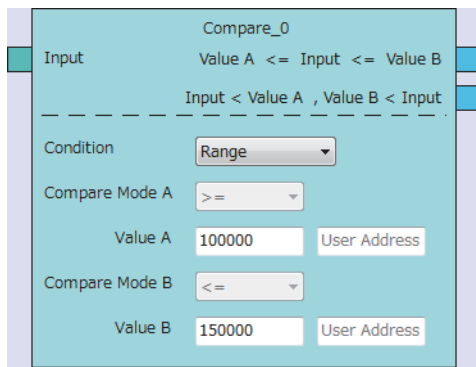 Compare_0
Input Value A <= Input <= Value B
Input < Value A , Value B < Input
Condition Range
Compare Mode A >=
Value A 100000 User Address
Compare Mode B <=
Value B 150000 User Address